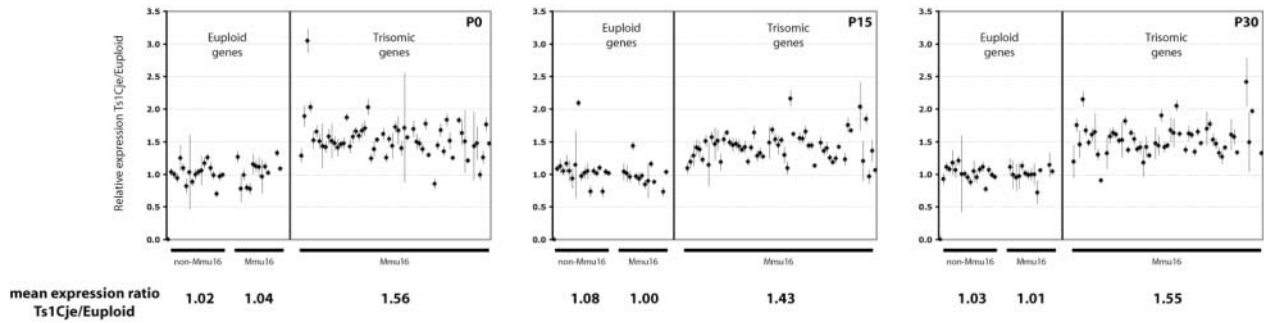 P0
P15
P30
Relative expression Ts1Cje/Euploid
3.5
3.0
2.5
2.0
1.5
1.0
0.5
0.0
Euploid
genes
Trisomic
genes
non-Mmu16
Mmu16
Mmu16
3.5
3.0
2.5
2.0
1.5
1.0
0.5
0.0
Euploid
genes
Trisomic
genes
non-Mmu16
Mmu16
Mmu16
3.5
3.0
2.5
2.0
1.5
1.0
0.5
0.0
Euploid
genes
Trisomic
genes
non-Mmu16
Mmu16
Mmu16
mean expression ratio
Ts1Cje/Euploid
1.02 1.04 1.56 1.08 1.00 1.43 1.03 1.01 1.55